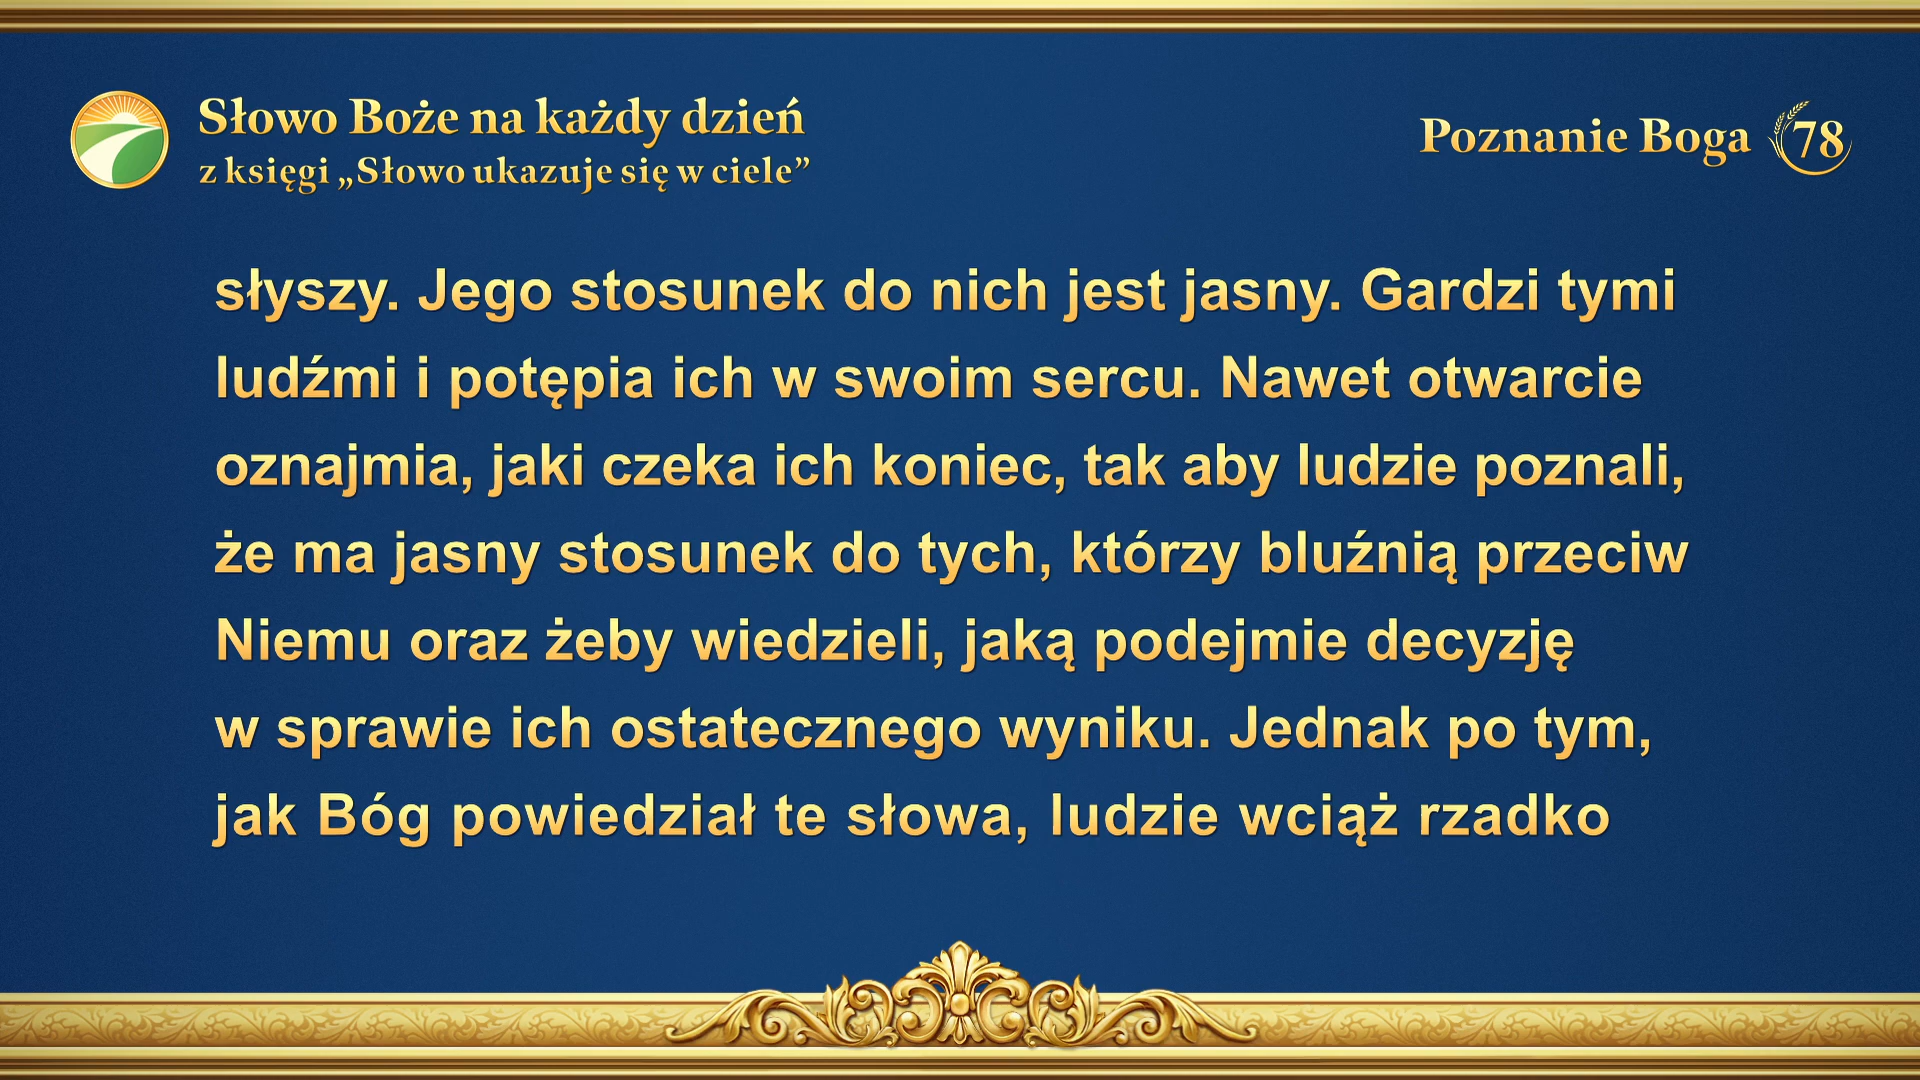 Słowo Boże na każdy dzień
z księgi „Słowo ukazuje się w ciele”
Poznanie Boga 78
słyszy. Jego stosunek do nich jest jasny. Gardzi tymi
ludźmi i potępia ich w swoim sercu. Nawet otwarcie
oznajmia, jaki czeka ich koniec, tak aby ludzie poznali,
że ma jasny stosunek do tych, którzy bluźnią przeciw
Niemu oraz żeby wiedzieli, jaką podejmie decyzję
w sprawie ich ostatecznego wyniku. Jednak po tym,
jak Bóg powiedział te słowa, ludzie wciąż rzadko